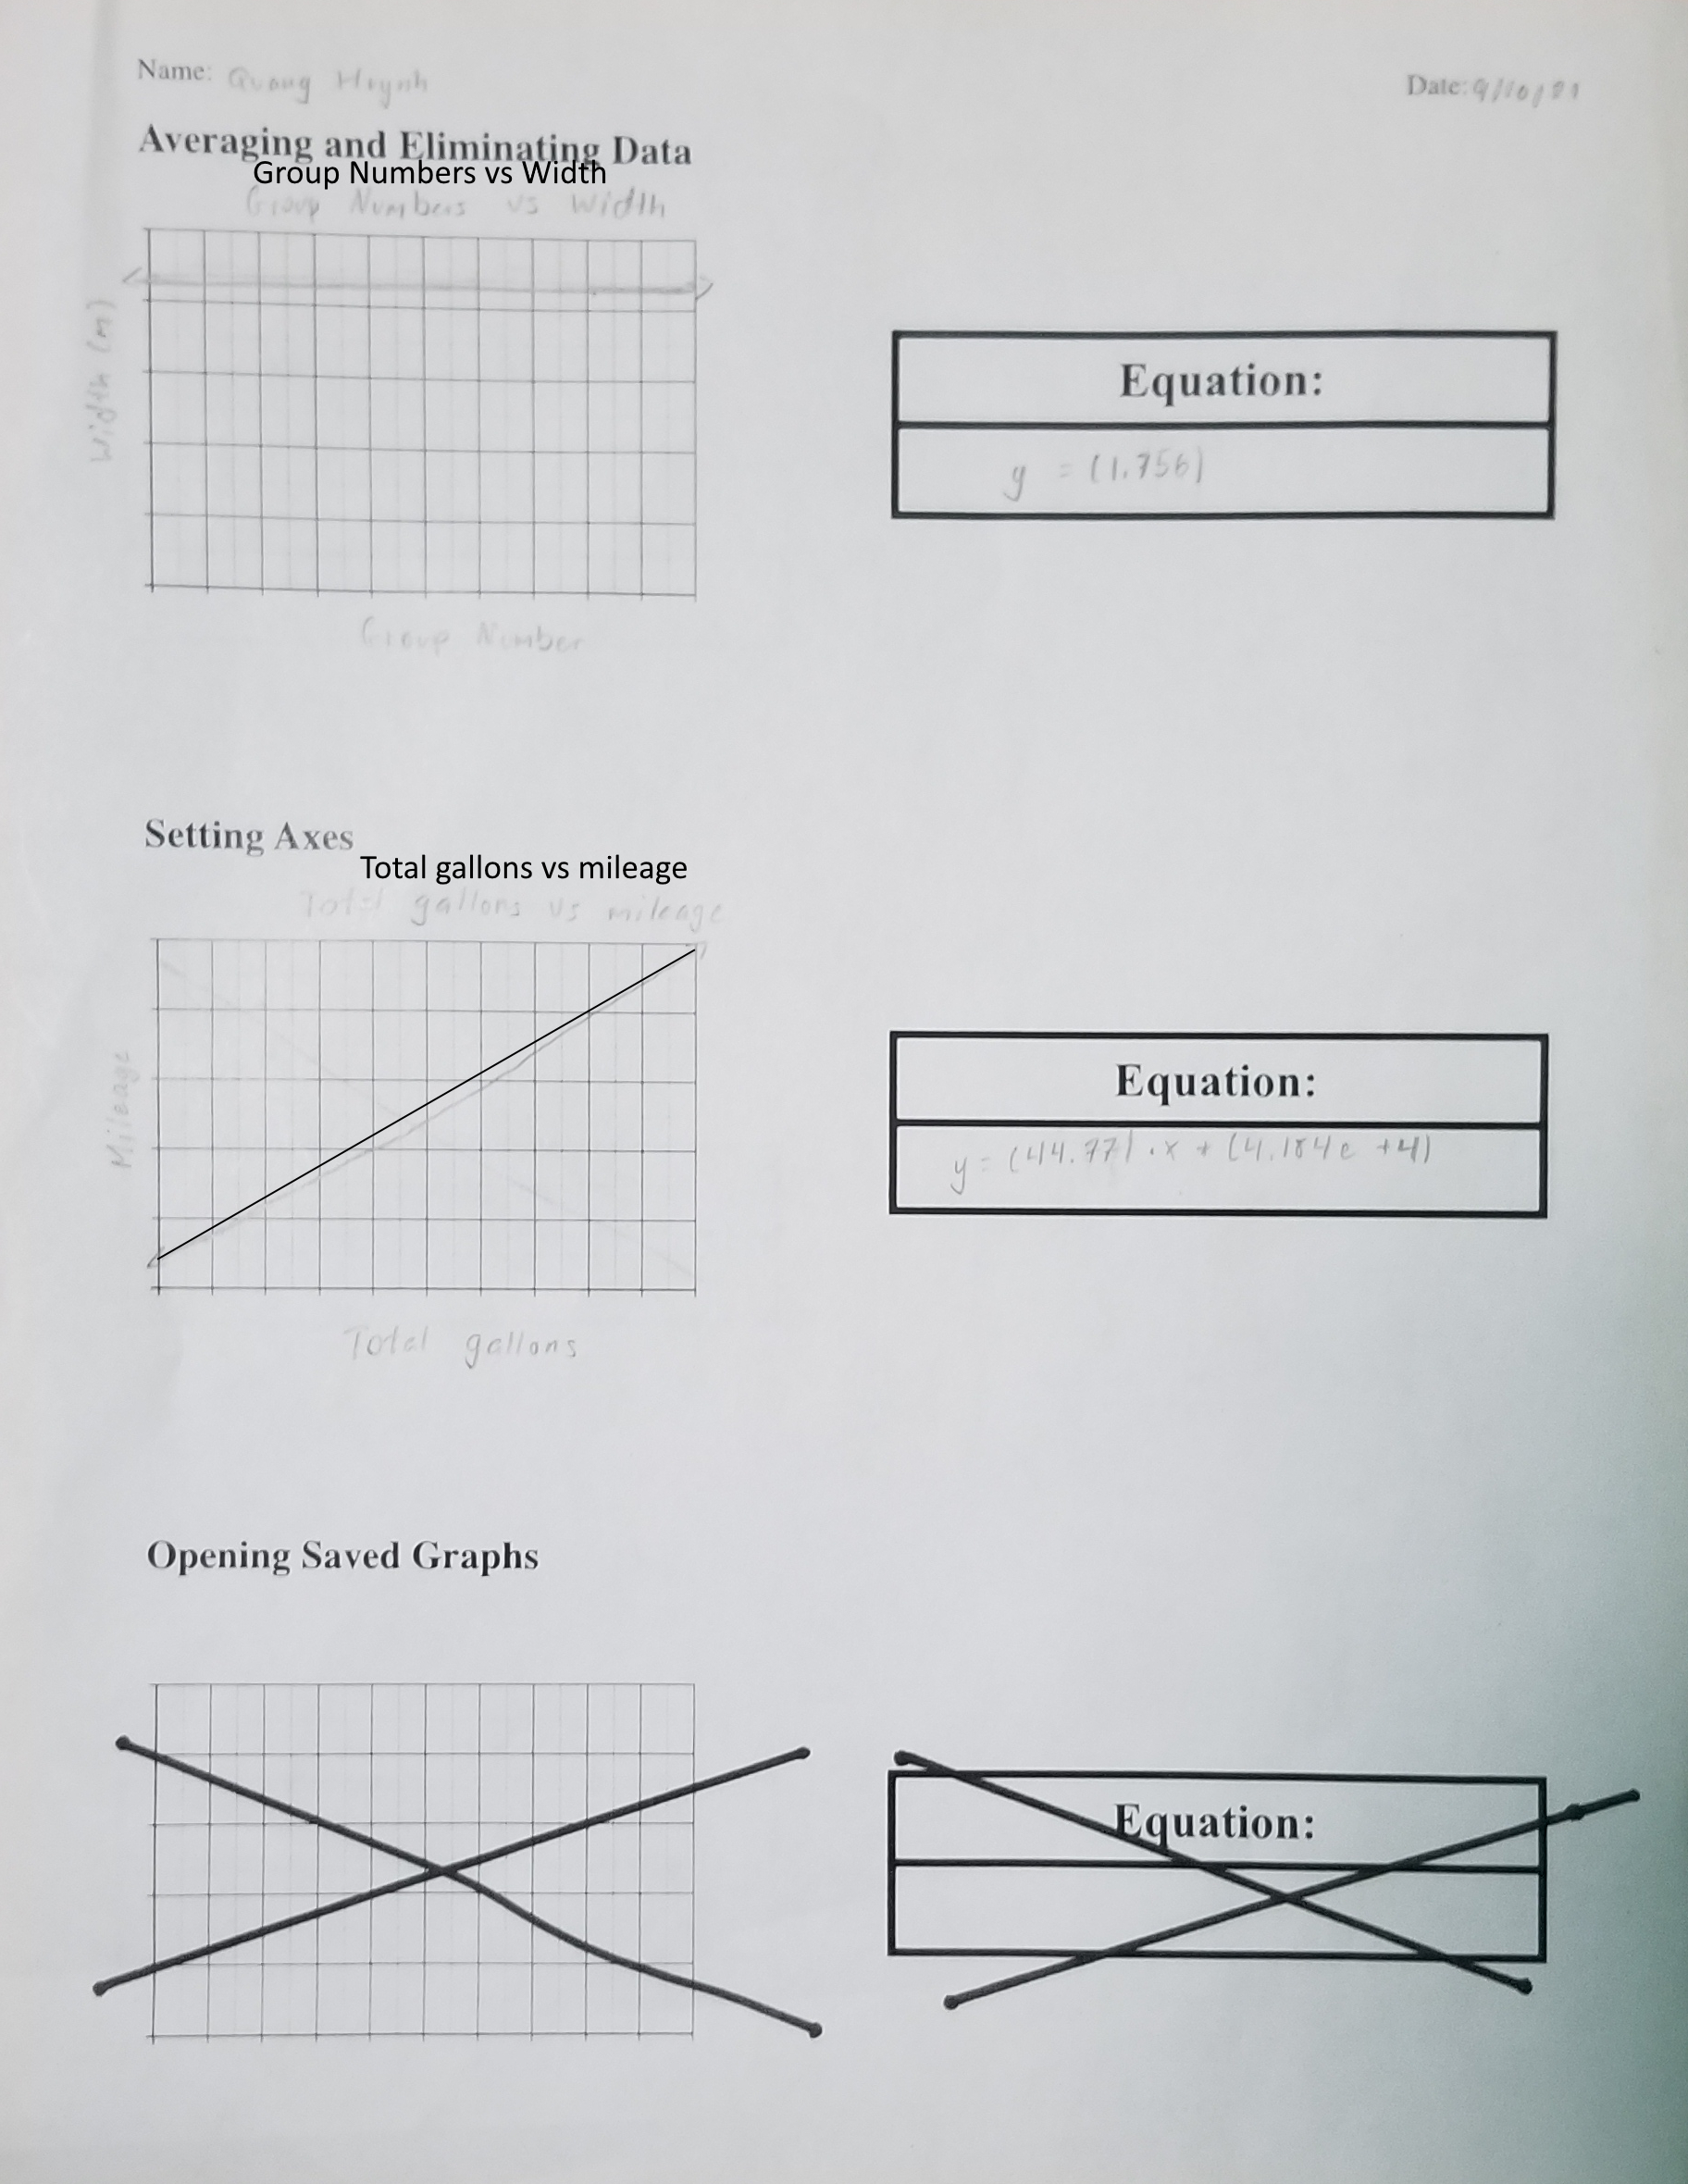 Name: Quang Huynh
Date: 9/10/21
Averaging and Eliminating Data
Group Numbers vs Width
Group Numbers vs Width
Width (m)
Group Number
Equation:
y = (1.756)
Setting Axes
Total gallons vs mileage
Total gallons vs mileage
Mileage
Total gallons
Equation:
y = (44.77) · x + (4.184e +4)
Opening Saved Graphs
Equation: